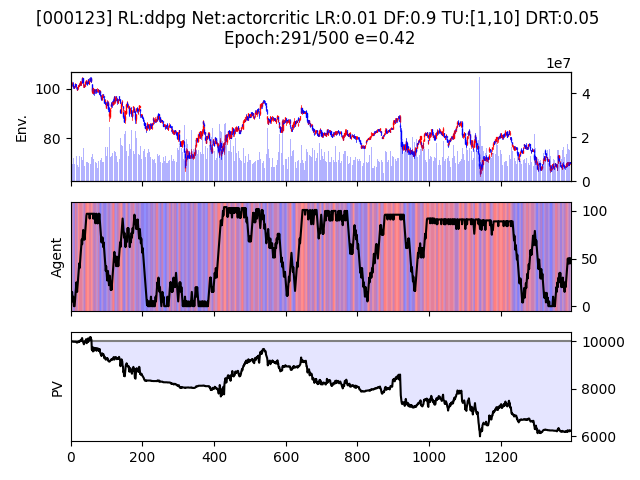 [000123] RL:ddpg Net:actorcritic LR:0.01 DF:0.9 TU:[1,10] DRT:0.05
Epoch:291/500 e=0.42
1e7
100
80
Env.
4
2
0
Agent
100
50
0
PV
10000
8000
6000
0 200 400 600 800 1000 1200